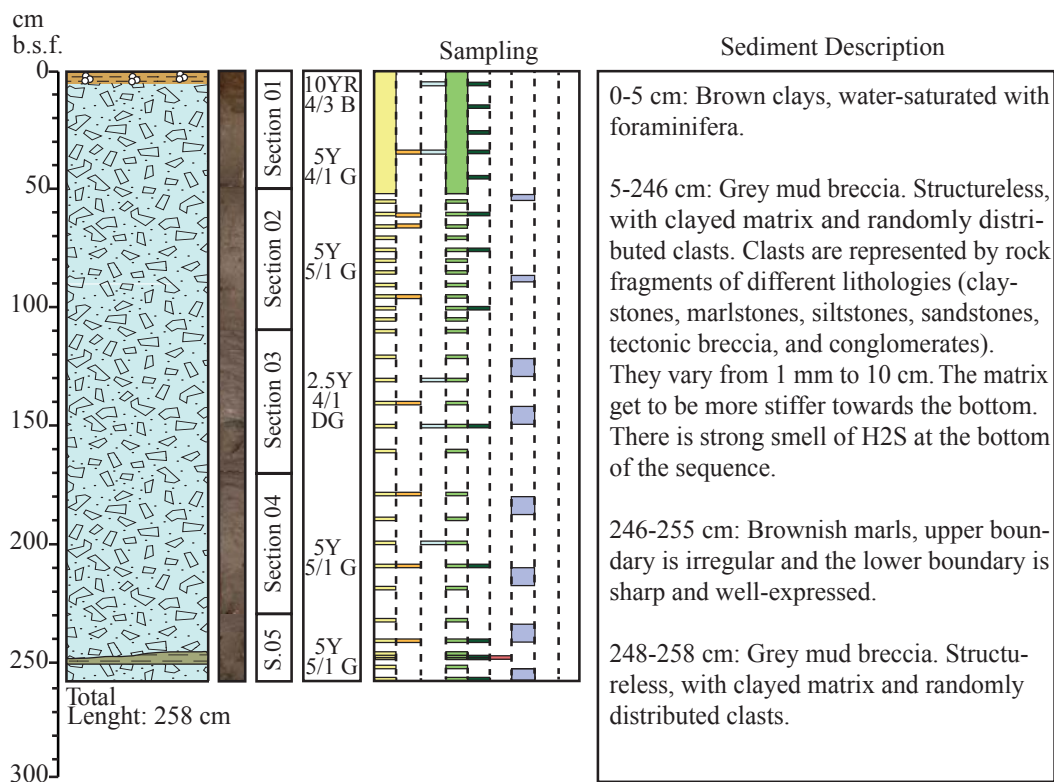 cm
b.s.f.
Sampling
Sediment Description
0
50
100
150
200
250
300
Total
Lenght: 258 cm
Section 01
Section 02
Section 03
Section 04
S.05
10YR
4/3 B
5Y
4/1 G
5Y
5/1 G
2.5Y
4/1
DG
5Y
5/1 G
5Y
5/1 G
0-5 cm: Brown clays, water-saturated with
foraminifera.
5-246 cm: Grey mud breccia. Structureless,
with clayed matrix and randomly distri-
buted clasts. Clasts are represented by rock
fragments of different lithologies (clay-
stones, marlstones, siltstones, sandstones,
tectonic breccia, and conglomerates).
They vary from 1 mm to 10 cm. The matrix
get to be more stiffer towards the bottom.
There is strong smell of H2S at the bottom
of the sequence.
246-255 cm: Brownish marls, upper boun-
dary is irregular and the lower boundary is
sharp and well-expressed.
248-258 cm: Grey mud breccia. Structu-
reless, with clayed matrix and randomly
distributed clasts.